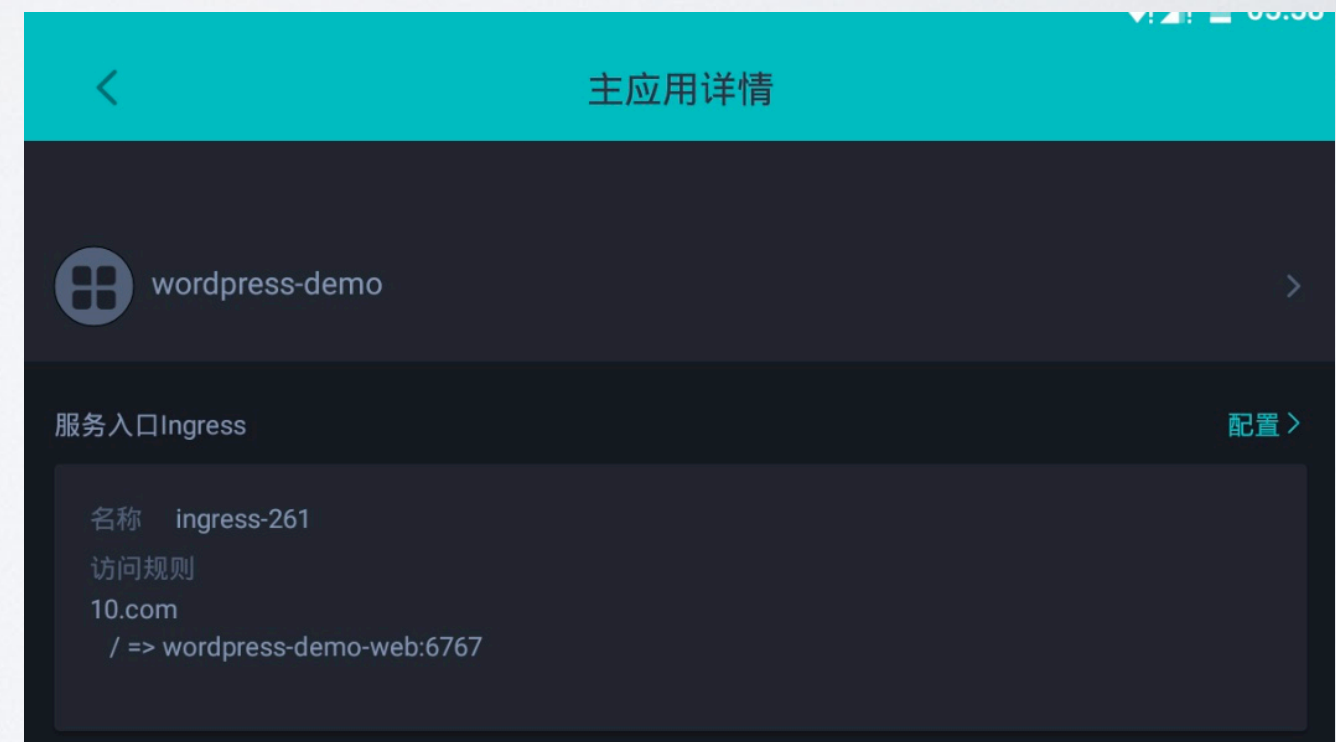 主应用详情
wordpress-demo
服务入口Ingress
配置
名称 ingress-261
访问规则
10.com
/ => wordpress-demo-web:6767